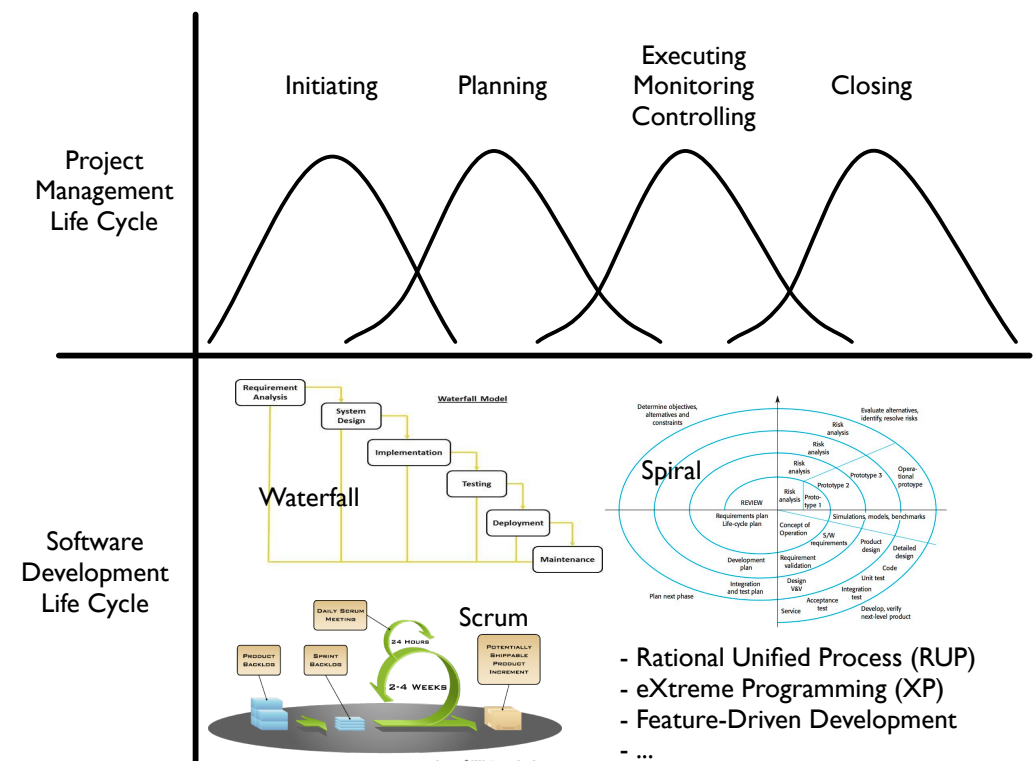 Initiating
Planning
Executing
Monitoring
Controlling
Closing
Project
Management
Life Cycle
Software
Development
Life Cycle
Waterfall Model
Requirement
Analysis
System
Design
Implementation
Testing
Deployment
Maintenance
Waterfall
Spiral
Determine objectives,
alternatives and
constraints
Evaluate alternatives,
identify, resolve risks
Risk
analysis
Risk
analysis
Risk
analysis
Risk
analysis
Proto-
type 1
Prototype 2
Prototype 3
Opera-
tional
protoype
REVIEW
Requirements plan
Life-cycle plan
Simulations, models, benchmarks
Concept of
Operation
S/W
requirements
Product
design
Detailed
design
Development
plan
Requirement
validation
Code
Unit test
Integration
and test plan
Design
V&V
Integration
test
Plan next phase
Acceptance
test
Service
Develop, verify
next-level product
Scrum
DAILY SCRUM
MEETING
24 HOURS
PRODUCT
BACKLOG
SPRINT
BACKLOG
2-4 WEEKS
POTENTIALLY
SHIPPABLE
PRODUCT
INCREMENT
- Rational Unified Process (RUP)
- eXtreme Programming (XP)
- Feature-Driven Development
- ...